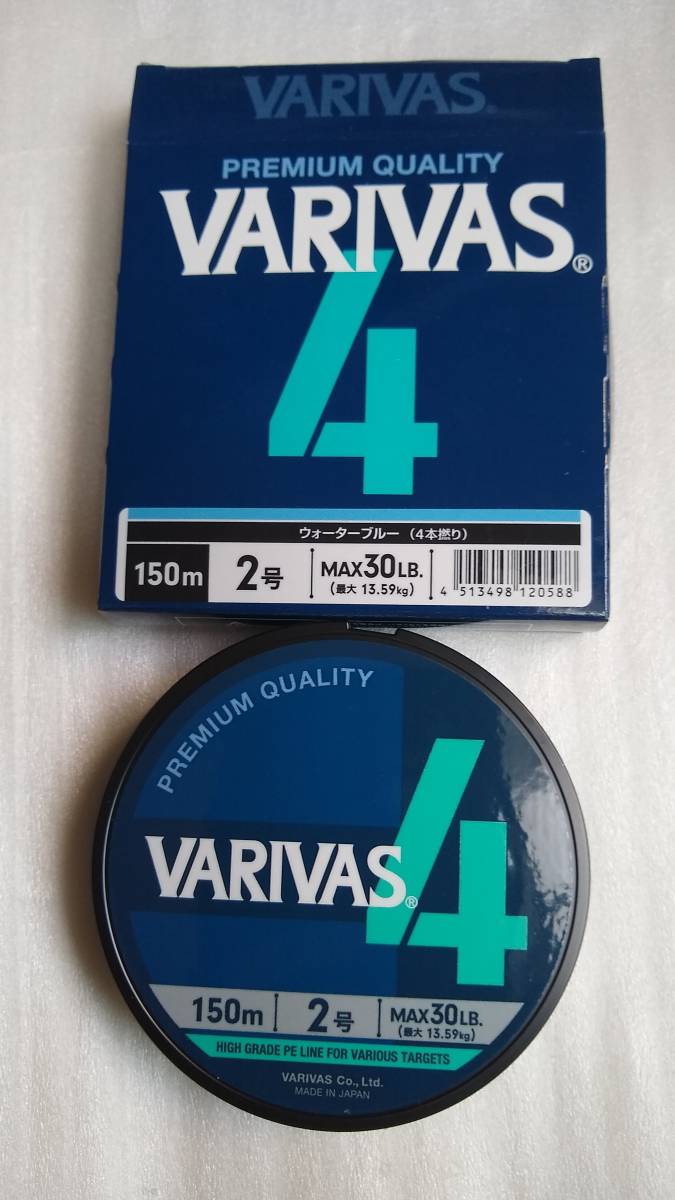 VARIVAS®
PREMIUM QUALITY
VARIVAS®
4
ウォーターブルー (4本撚り)
150m 2号 MAX30LB.
(最大 13.59kg)
4 513498 120588
PREMIUM QUALITY
VARIVAS® 4
150m 2号 MAX30LB.
(最大 13.59kg)
HIGH GRADE PE LINE FOR VARIOUS TARGETS
VARIVAS Co., Ltd.
MADE IN JAPAN